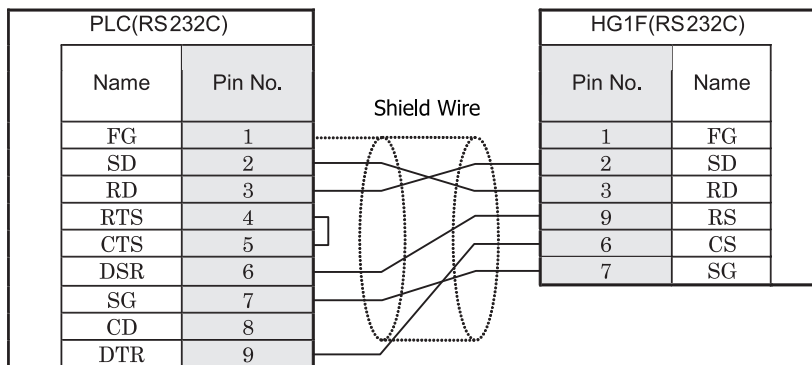 PLC(RS232C) HG1F(RS232C)
Name Pin No. Pin No. Name
Shield Wire
FG 1 1 FG
SD 2 2 SD
RD 3 3 RD
RTS 4 9 RS
CTS 5 6 CS
DSR 6 7 SG
SG 7
CD 8
DTR 9